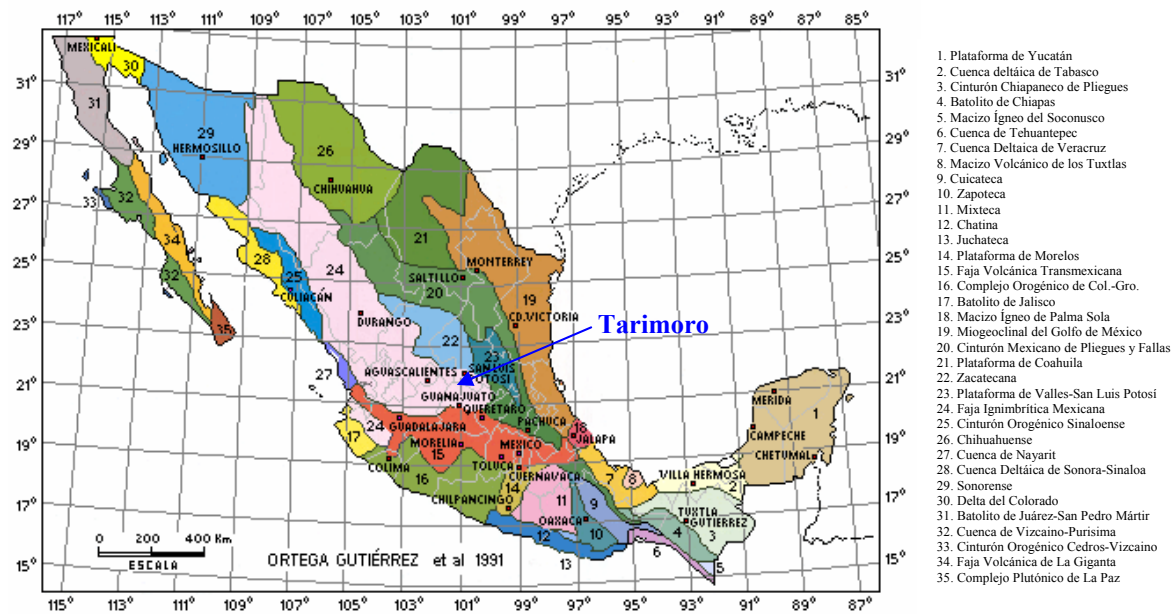 115° 113° 111° 109° 107° 105° 103° 101° 99° 97° 95° 93° 91° 89° 87° 85°
MEXICALI
30
31° 31°
31
29
HERMOSILLO
26
29° 29°
CHIHUAHUA
32
33
27° 27°
21
34
28
25
24
MONTERREY
SALTILLO
25° 25°
32
CULIACÁN
20
19
DURANGO
CD.VICTORIA
35
23° 23°
22
23
Tarimoro
AGUASCALIENTES
SAN LUIS
POTOSI
27
21° 21°
GUANAJUATO
QUERETARO
MERIDA
1
24
GUADALAJARA
PACHUCA
18
JALAPA
CAMPECHE
17
MORELIA
15
MEXICO
CHETUMAL
19° 19°
COLIMA
TOLUCA
CUERNAVACA
VILLA HERMOSA
16
7
8
2
14
CHILPANCINGO
11
9
17° 17°
TUXTLA
GUTIERREZ
OAXACA
10
4
3
12
6
13
5
0 200 400 Km
ESCALA
ORTEGA GUTIÉRREZ et al 1991
15° 15°
115° 113° 111° 109° 107° 105° 103° 101° 99° 97° 95° 93° 91° 89° 87°
1. Plataforma de Yucatán
2. Cuenca deltáica de Tabasco
3. Cinturón Chiapaneco de Pliegues
4. Batolito de Chiapas
5. Macizo Ígneo del Soconusco
6. Cuenca de Tehuantepec
7. Cuenca Deltaica de Veracruz
8. Macizo Volcánico de los Tuxtlas
9. Cuicateca
10. Zapoteca
11. Mixteca
12. Chatina
13. Juchateca
14. Plataforma de Morelos
15. Faja Volcánica Transmexicana
16. Complejo Orogénico de Col.-Gro.
17. Batolito de Jalisco
18. Macizo Ígneo de Palma Sola
19. Miogeoclinal del Golfo de México
20. Cinturón Mexicano de Pliegues y Fallas
21. Plataforma de Coahuila
22. Zacatecana
23. Plataforma de Valles-San Luis Potosí
24. Faja Ignimbrítica Mexicana
25. Cinturón Orogénico Sinaloense
26. Chihuahuense
27. Cuenca de Nayarit
28. Cuenca Deltáica de Sonora-Sinaloa
29. Sonorense
30. Delta del Colorado
31. Batolito de Juárez-San Pedro Mártir
32. Cuenca de Vizcaino-Purisima
33. Cinturón Orogénico Cedros-Vizcaino
34. Faja Volcánica de La Giganta
35. Complejo Plutónico de La Paz